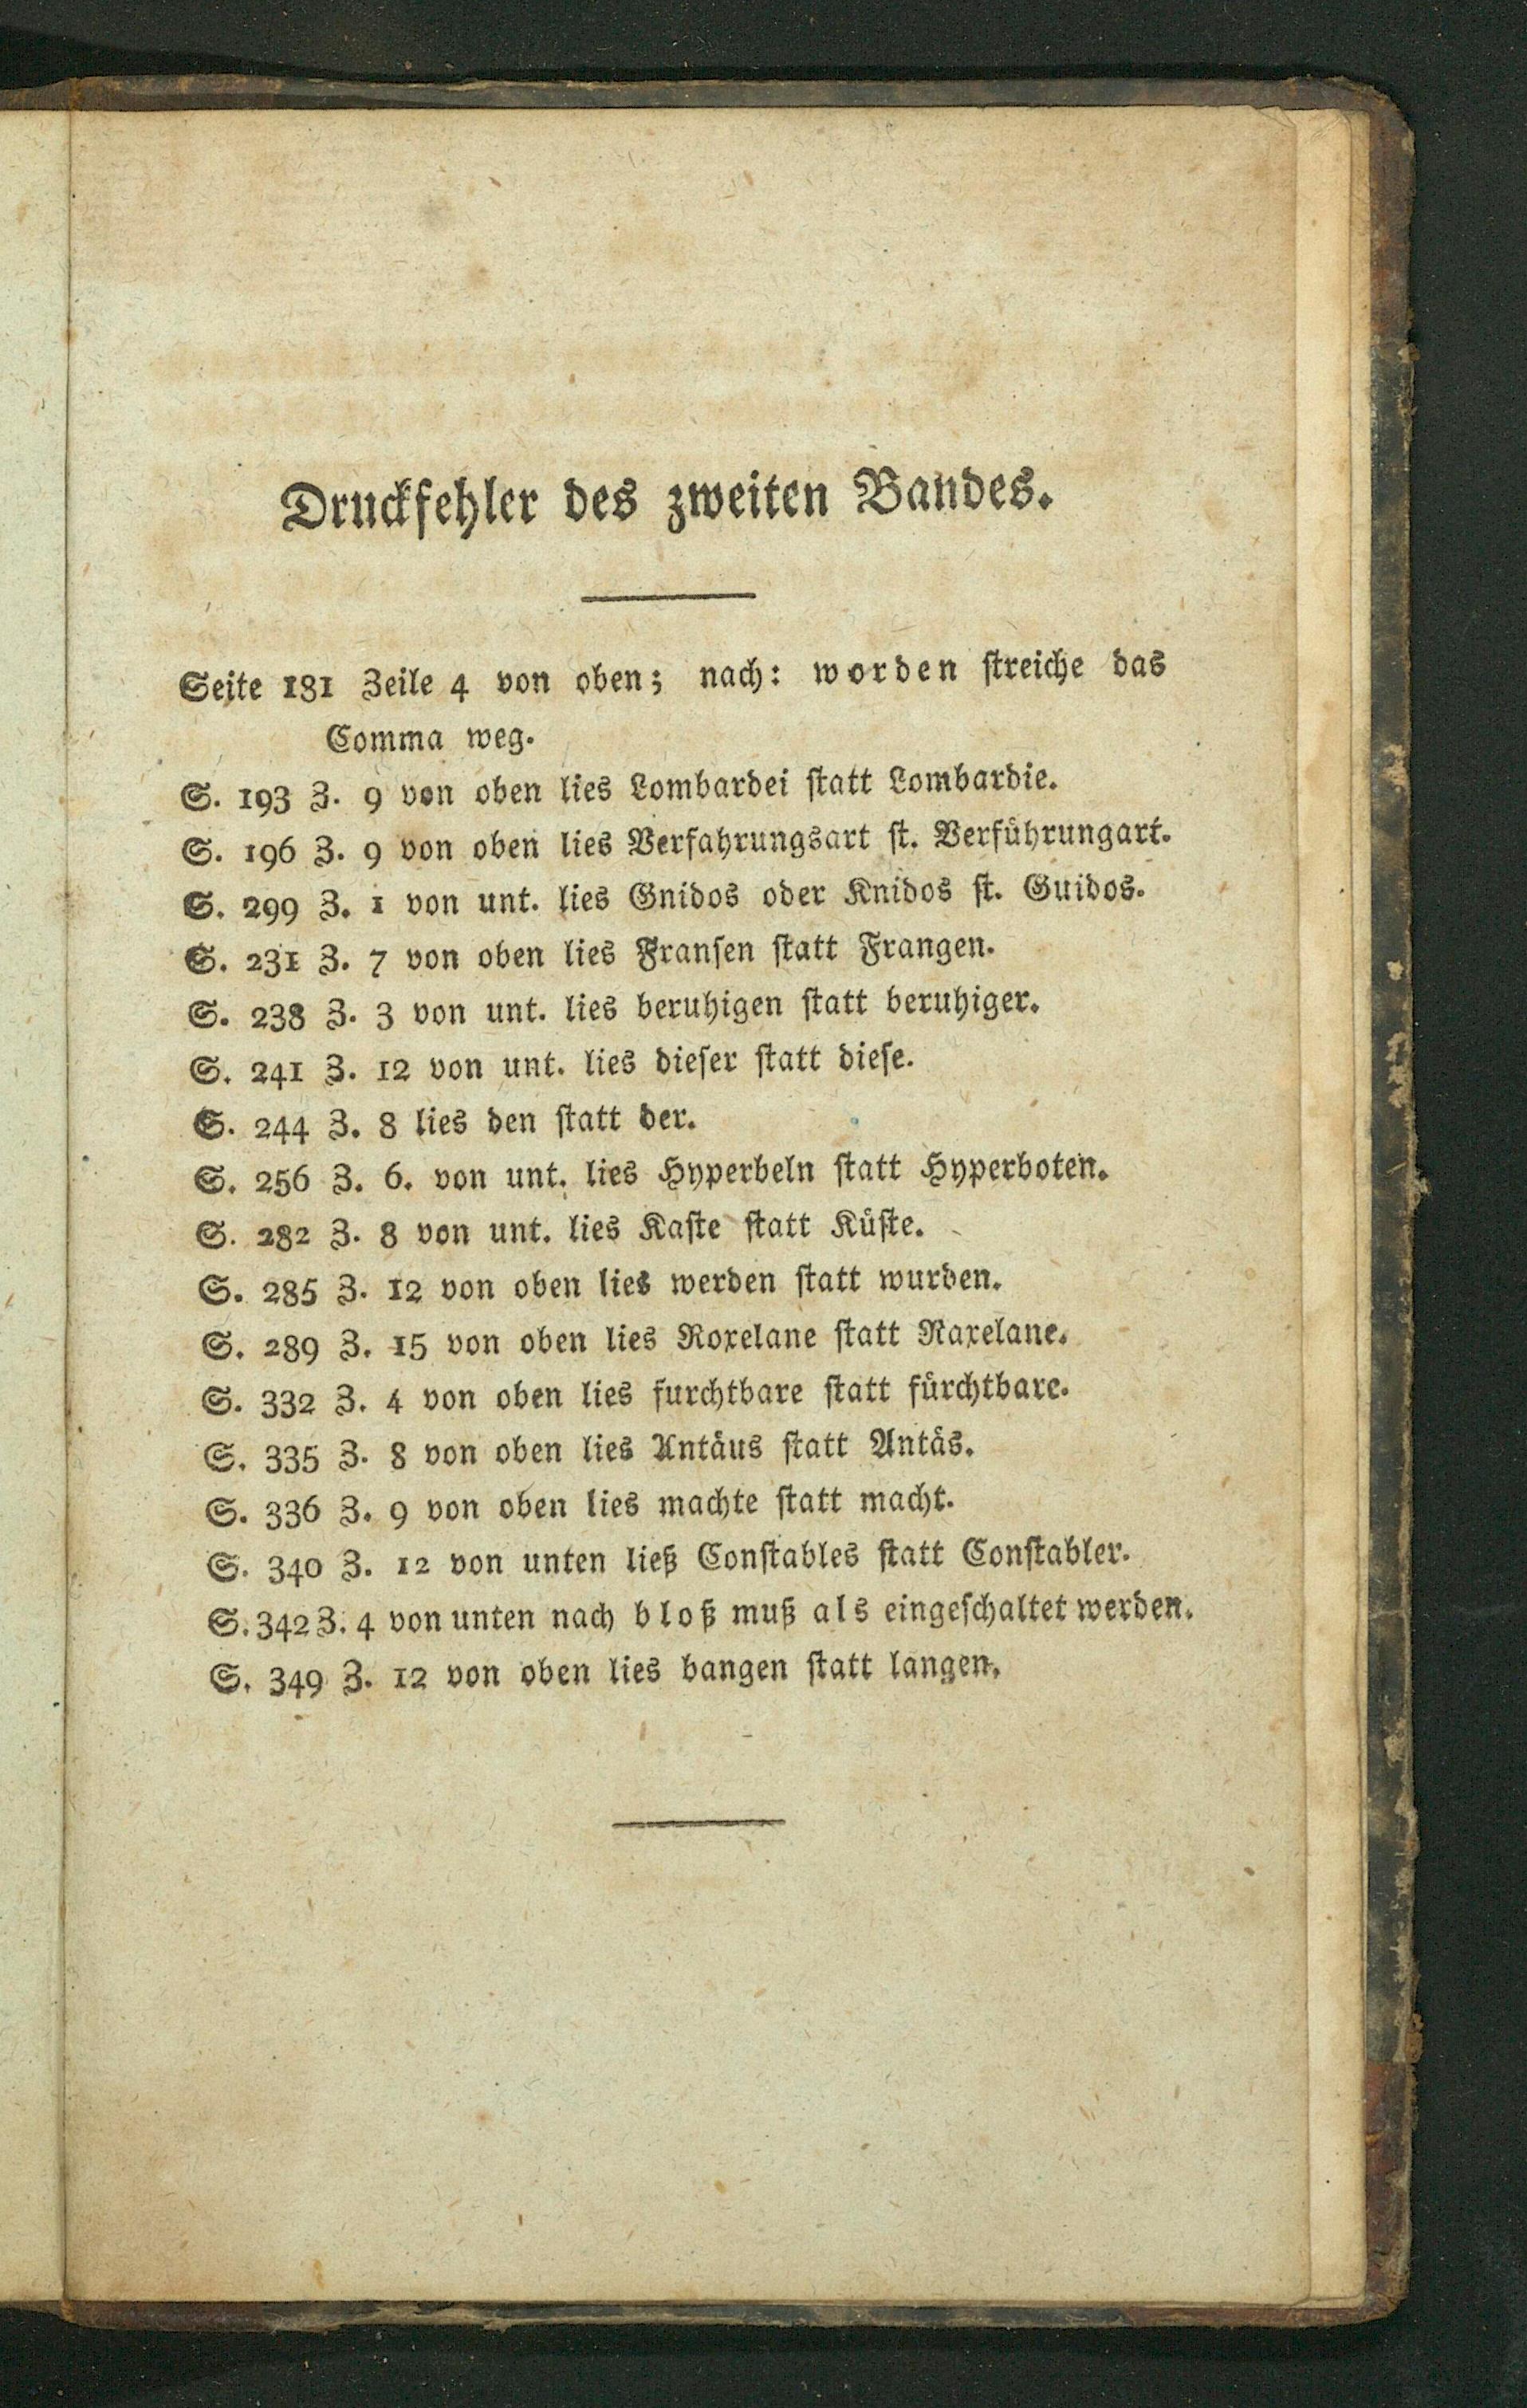 Druckfehler des zweiten Bandes.
Seite 181 Zeile 4 von oben; nach: worden ſtreiche das
Comma weg.
S. 193 Z. 9 von oben lies Lombardei ſtatt Lombardie.
S. 196 Z. 9 von oben lies Verfahrungsart ſt. Verführungart.
S. 299 Z. 1 von unt. lies Gnidos oder Knidos ſt. Guidos.
S. 231 Z. 7 von oben lies Franſen ſtatt Frangen.
S. 238 Z. 3 von unt. lies beruhigen ſtatt beruhiger.
S. 241 Z. 12 von unt. lies dieſer ſtatt dieſe.
S. 244 Z. 8 lies den ſtatt der.
S. 256 Z. 6. von unt. lies Hyperbeln ſtatt Hyperboten.
S. 282 Z. 8 von unt. lies Kaſte ſtatt Küſte.
S. 285 Z. 12 von oben lies werden ſtatt wurden.
S. 289 Z. 15 von oben lies Roxelane ſtatt Raxelane.
S. 332 Z. 4 von oben lies furchtbare ſtatt fürchtbare.
S. 335 Z. 8 von oben lies Antäus ſtatt Antäs.
S. 336 Z. 9 von oben lies machte ſtatt macht.
S. 340 Z. 12 von unten ließ Conſtables ſtatt Conſtabler.
S. 342 Z. 4 von unten nach bloß muß als eingeſchaltet werden.
S. 349 Z. 12 von oben lies bangen ſtatt langen.